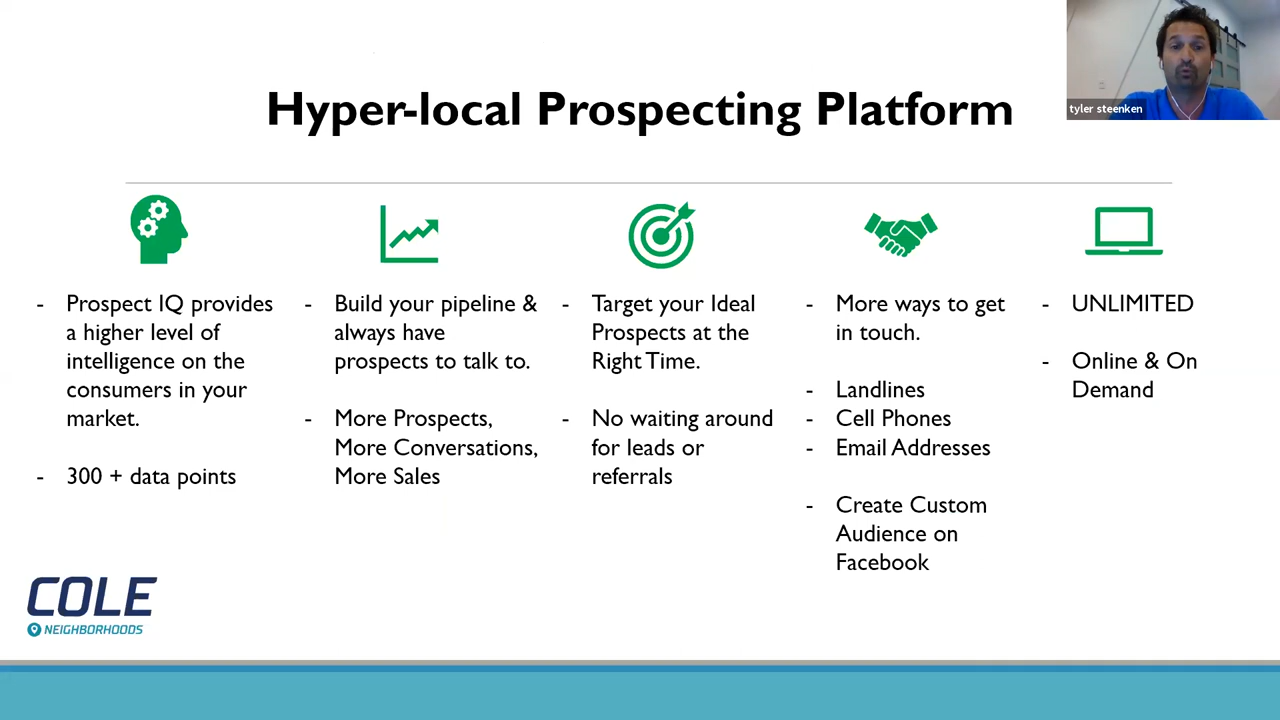 tyler steenken
Hyper-local Prospecting Platform
- Prospect IQ provides
a higher level of
intelligence on the
consumers in your
market.
- 300 + data points
- Build your pipeline &
always have
prospects to talk to.
- More Prospects,
More Conversations,
More Sales
- Target your Ideal
Prospects at the
Right Time.
- No waiting around
for leads or
referrals
- More ways to get
in touch.
- Landlines
- Cell Phones
- Email Addresses
- Create Custom
Audience on
Facebook
- UNLIMITED
- Online & On
Demand
COLE
NEIGHBORHOODS